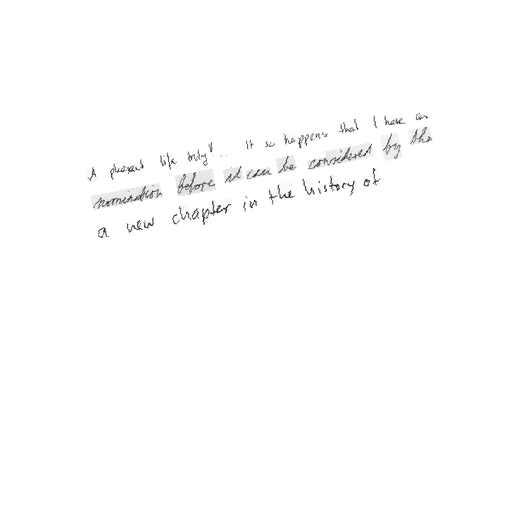 A pleasant life truly! ... It so happens that I have an
nomination before it can be considered by the
a new chapter in the history of